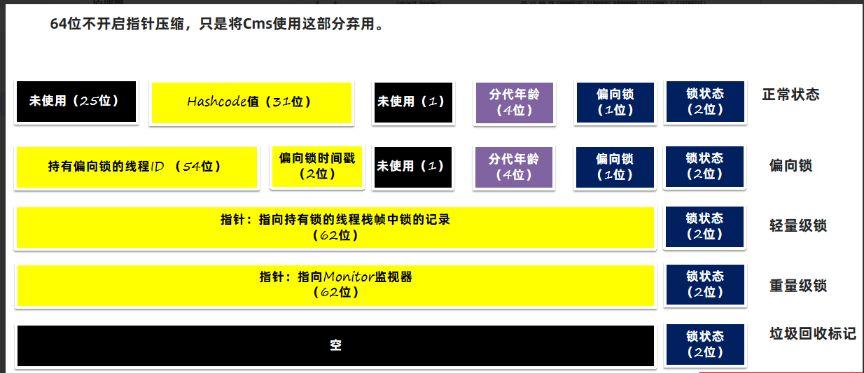 64位不开启指针压缩，只是将Cms使用这部分弃用。
未使用（25位） Hashcode值（31位） 未使用（1） 分代年龄（4位） 偏向锁（1位） 锁状态（2位） 正常状态
持有偏向锁的线程ID （54位） 偏向锁时间戳（2位） 未使用（1） 分代年龄（4位） 偏向锁（1位） 锁状态（2位） 偏向锁
指针：指向持有锁的线程栈帧中锁的记录（62位） 锁状态（2位） 轻量级锁
指针：指向Monitor监视器（62位） 锁状态（2位） 重量级锁
空 锁状态（2位） 垃圾回收标记